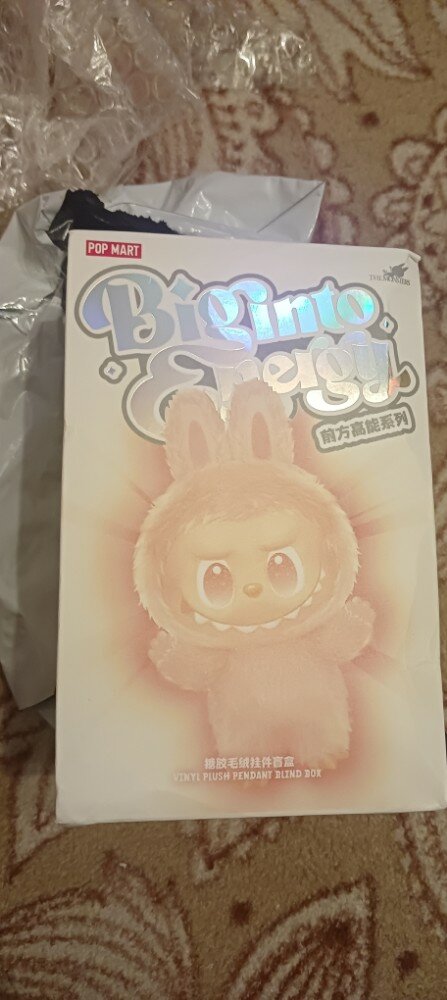 POP MART
THE MONSTERS
Big into
Energy
前方高能系列
搪胶毛绒挂件盲盒
VINYL PLUSH PENDANT BLIND BOX